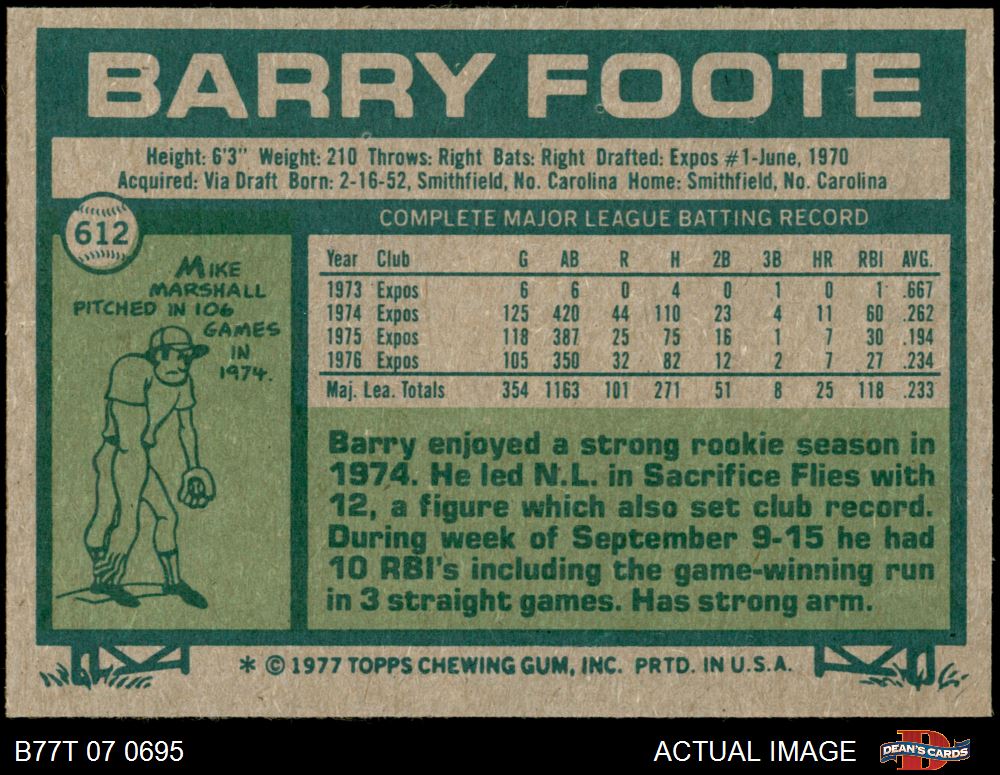 BARRY FOOTE
Height: 6'3" Weight: 210 Throws: Right Bats: Right Drafted: Expos #1-June, 1970
Acquired: Via Draft Born: 2-16-52, Smithfield, No. Carolina Home: Smithfield, No. Carolina
612
MIKE
MARSHALL
PITCHED IN 106
GAMES
IN
1974.
COMPLETE MAJOR LEAGUE BATTING RECORD
Year Club G AB R H 2B 3B HR RBI AVG.
1973 Expos 6 6 0 4 0 1 0 1 .667
1974 Expos 125 420 44 110 23 4 11 60 .262
1975 Expos 118 387 25 75 16 1 7 30 .194
1976 Expos 105 350 32 82 12 2 7 27 .234
Maj. Lea. Totals 354 1163 101 271 51 8 25 118 .233
Barry enjoyed a strong rookie season in
1974. He led N.L. in Sacrifice Flies with
12, a figure which also set club record.
During week of September 9-15 he had
10 RBI's including the game-winning run
in 3 straight games. Has strong arm.
* © 1977 TOPPS CHEWING GUM, INC. PRTD. IN U.S.A.
B77T 07 0695
ACTUAL IMAGE
DEAN'S CARDS